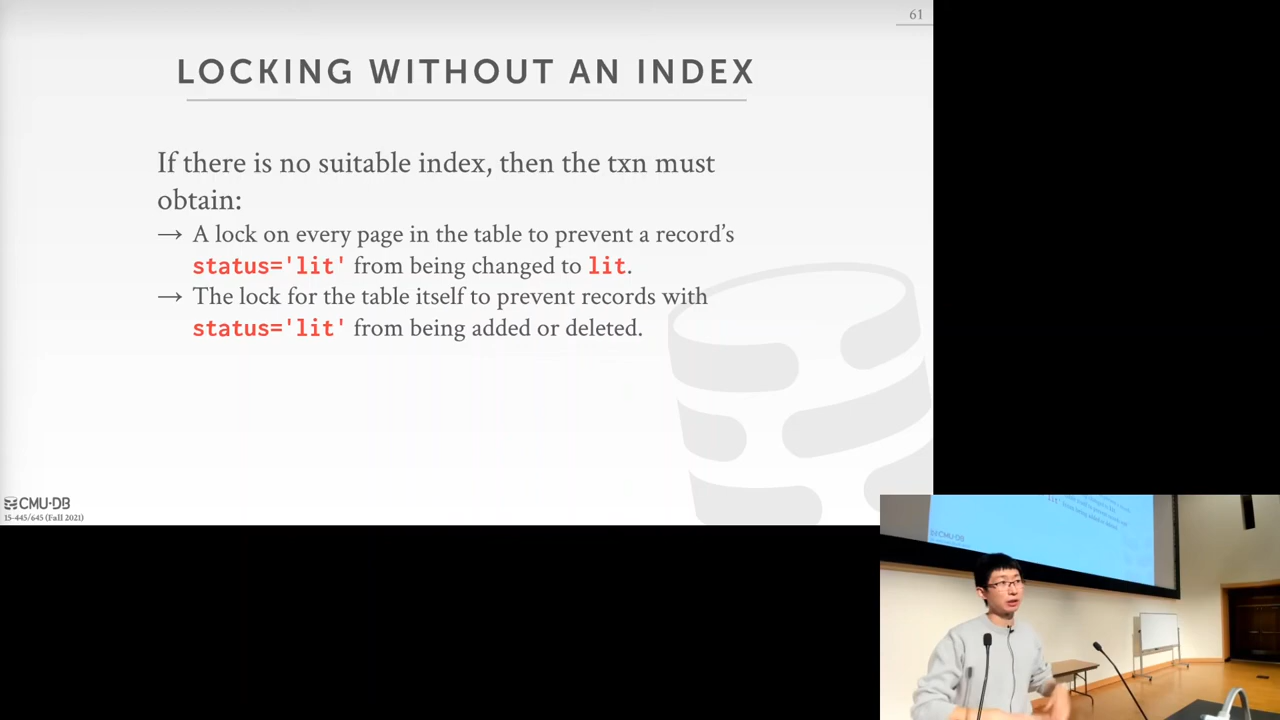 61
LOCKING WITHOUT AN INDEX
If there is no suitable index, then the txn must
obtain:
→ A lock on every page in the table to prevent a record’s
status='lit' from being changed to lit.
→ The lock for the table itself to prevent records with
status='lit' from being added or deleted.
CMU·DB
15-445/645 (Fall 2021)